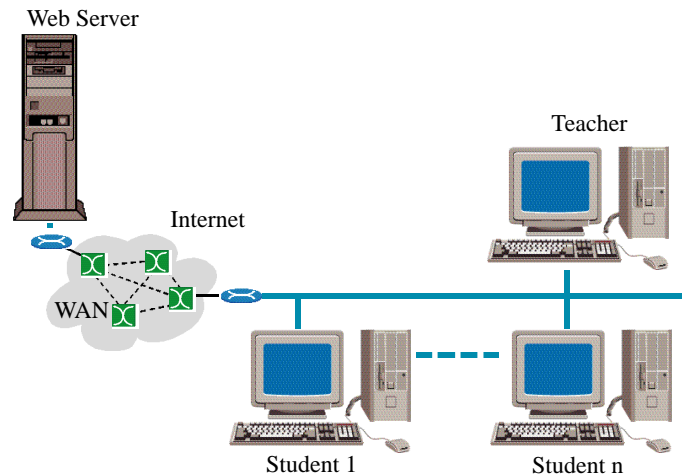 Web Server
Teacher
Internet
WAN
Student 1
Student n